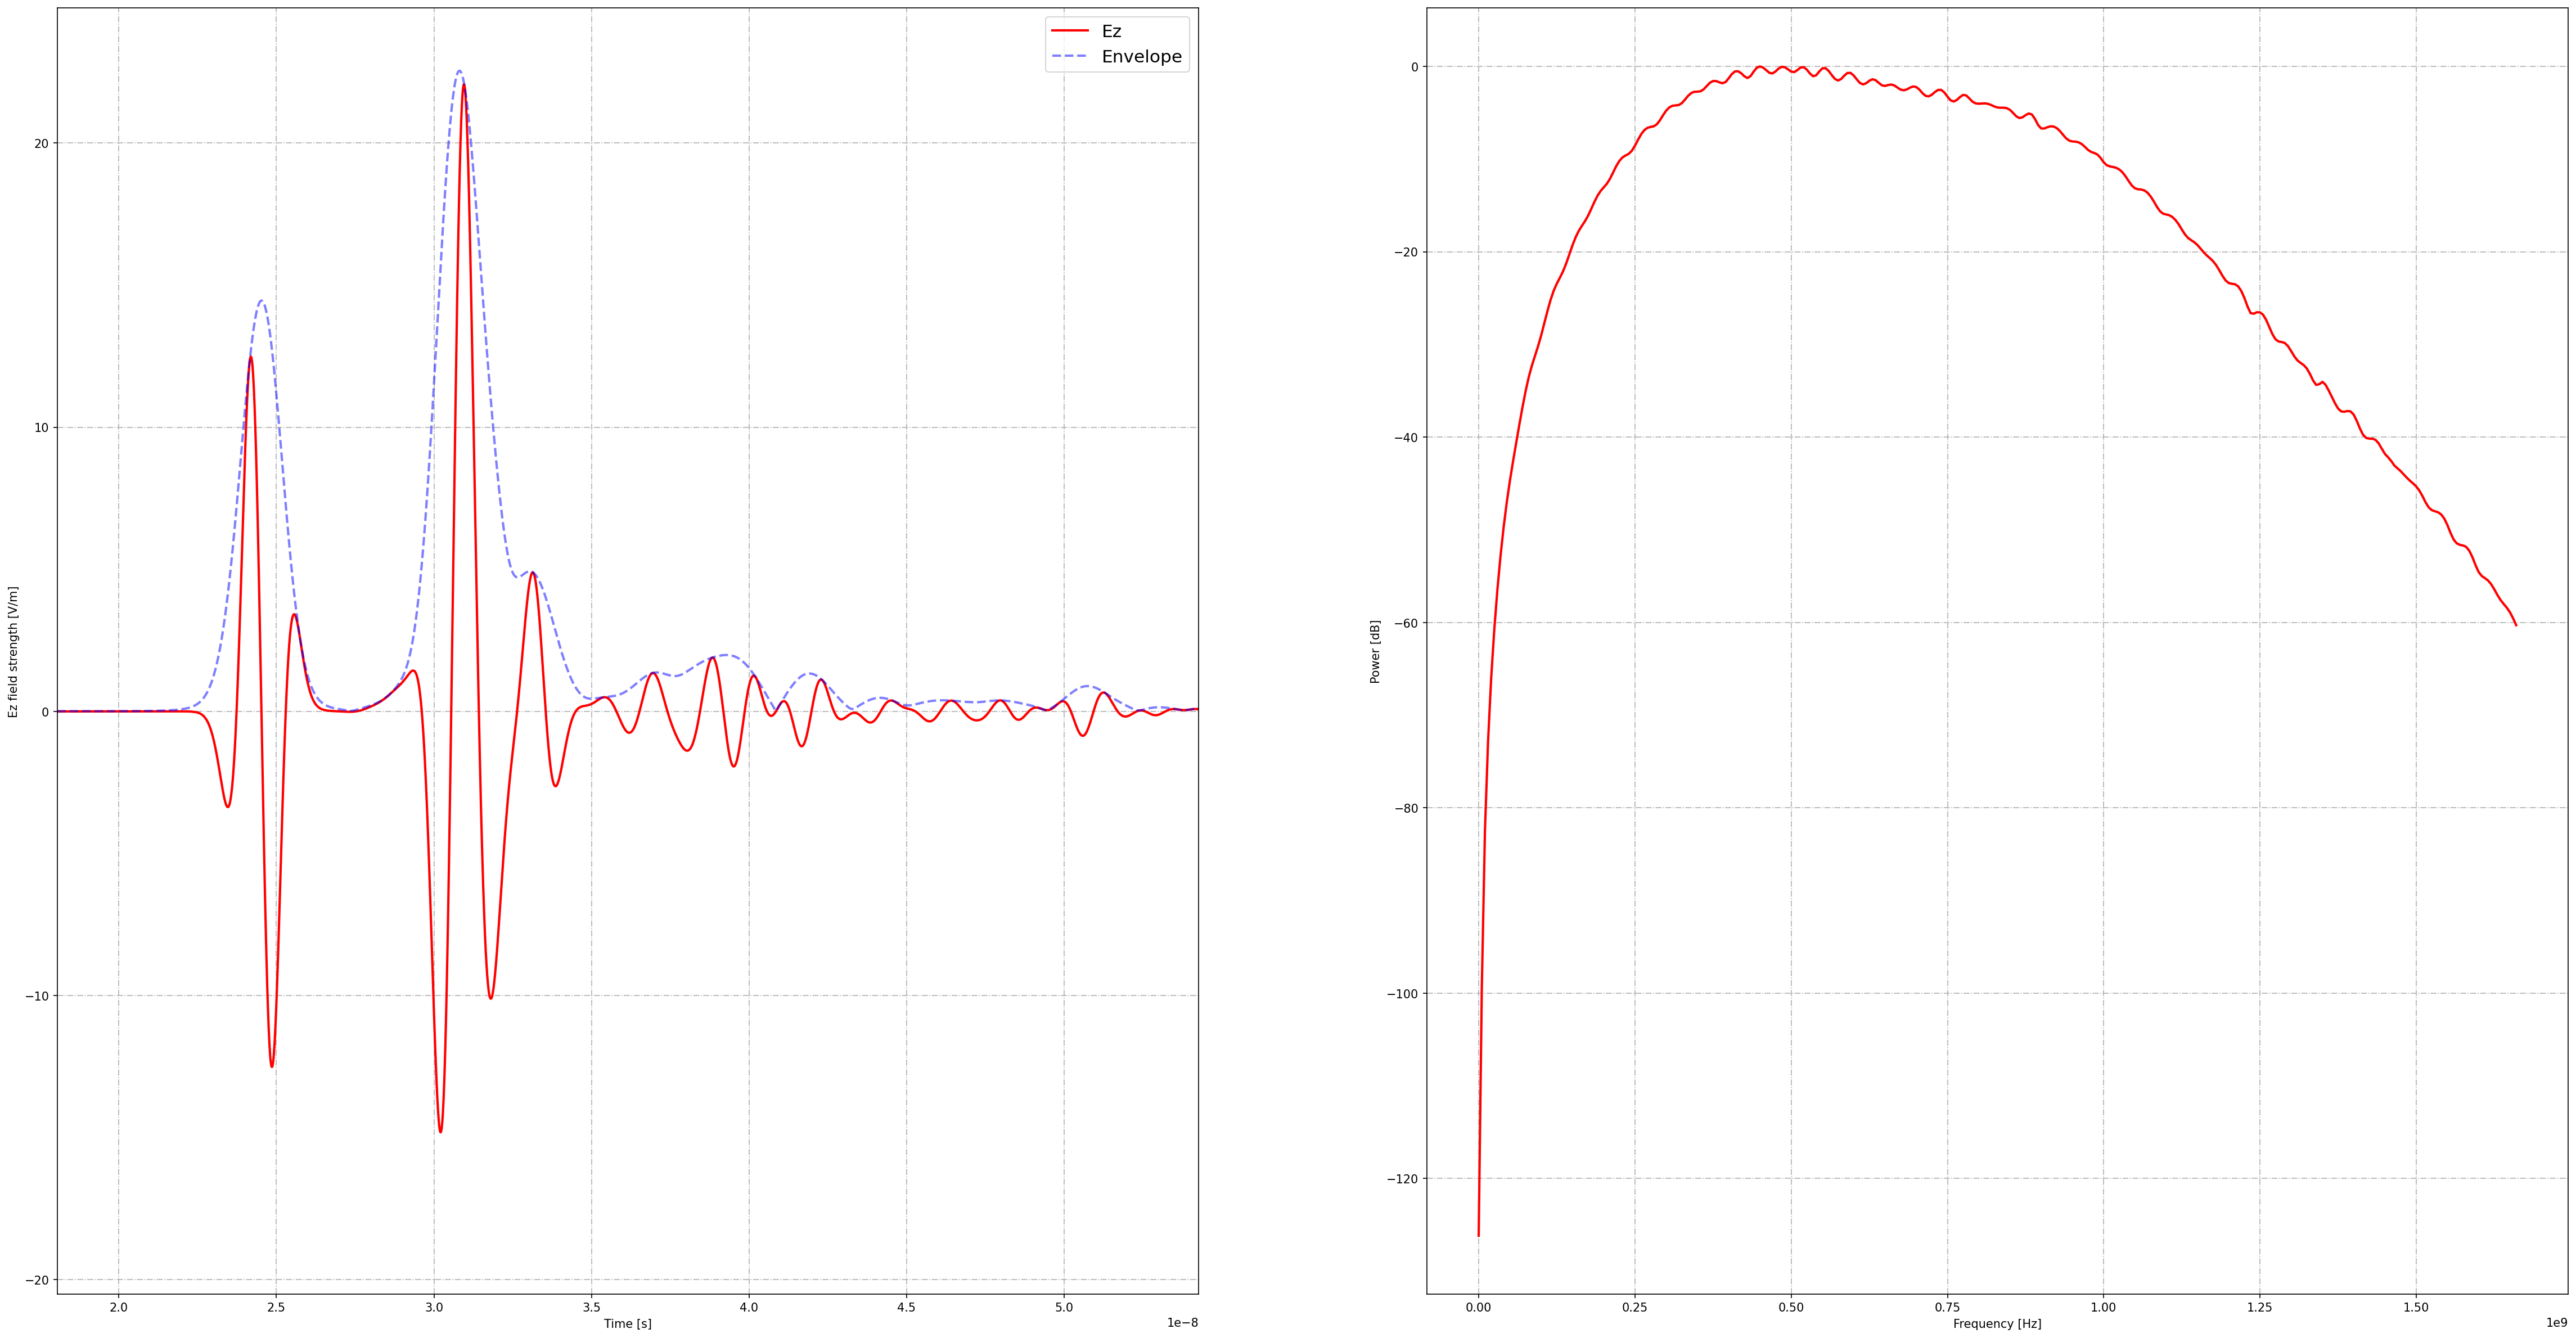 Ez
Envelope
20
10
0
−10
−20
Ez field strength [V/m]
2.0 2.5 3.0 3.5 4.0 4.5 5.0
Time [s]
1e−8
0
−20
−40
−60
−80
−100
−120
Power [dB]
0.00 0.25 0.50 0.75 1.00 1.25 1.50
Frequency [Hz]
1e9